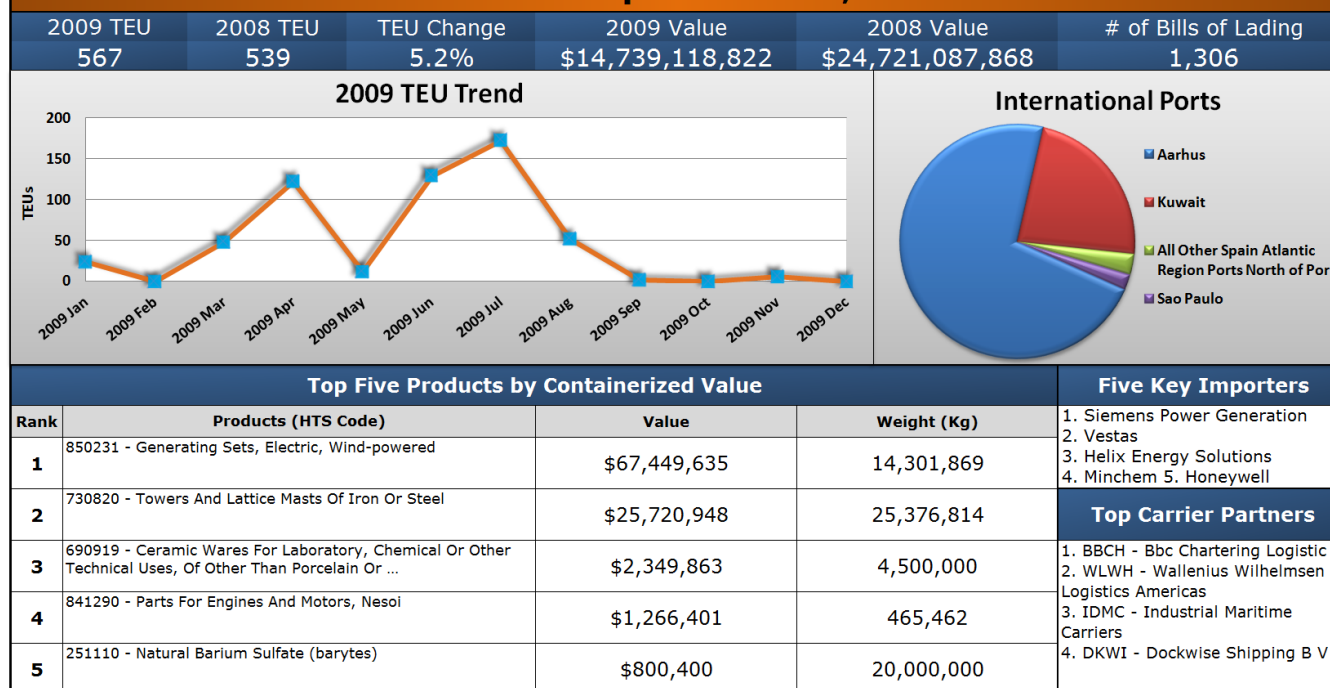 2009 TEU 2008 TEU TEU Change 2009 Value 2008 Value # of Bills of Lading
567 539 5.2% $14,739,118,822 $24,721,087,868 1,306
2009 TEU Trend
200
150
100
50
0
TEUs
2009 Jan 2009 Feb 2009 Mar 2009 Apr 2009 May 2009 Jun 2009 Jul 2009 Aug 2009 Sep 2009 Oct 2009 Nov 2009 Dec
International Ports
Aarhus
Kuwait
All Other Spain Atlantic
Region Ports North of Por
Sao Paulo
Top Five Products by Containerized Value
Rank Products (HTS Code) Value Weight (Kg)
1 850231 - Generating Sets, Electric, Wind-powered $67,449,635 14,301,869
2 730820 - Towers And Lattice Masts Of Iron Or Steel $25,720,948 25,376,814
3 690919 - Ceramic Wares For Laboratory, Chemical Or Other
Technical Uses, Of Other Than Porcelain Or ... $2,349,863 4,500,000
4 841290 - Parts For Engines And Motors, Nesoi $1,266,401 465,462
5 251110 - Natural Barium Sulfate (barytes) $800,400 20,000,000
Five Key Importers
1. Siemens Power Generation
2. Vestas
3. Helix Energy Solutions
4. Minchem 5. Honeywell
Top Carrier Partners
1. BBCH - Bbc Chartering Logistic
2. WLWH - Wallenius Wilhelmsen
Logistics Americas
3. IDMC - Industrial Maritime
Carriers
4. DKWI - Dockwise Shipping B V